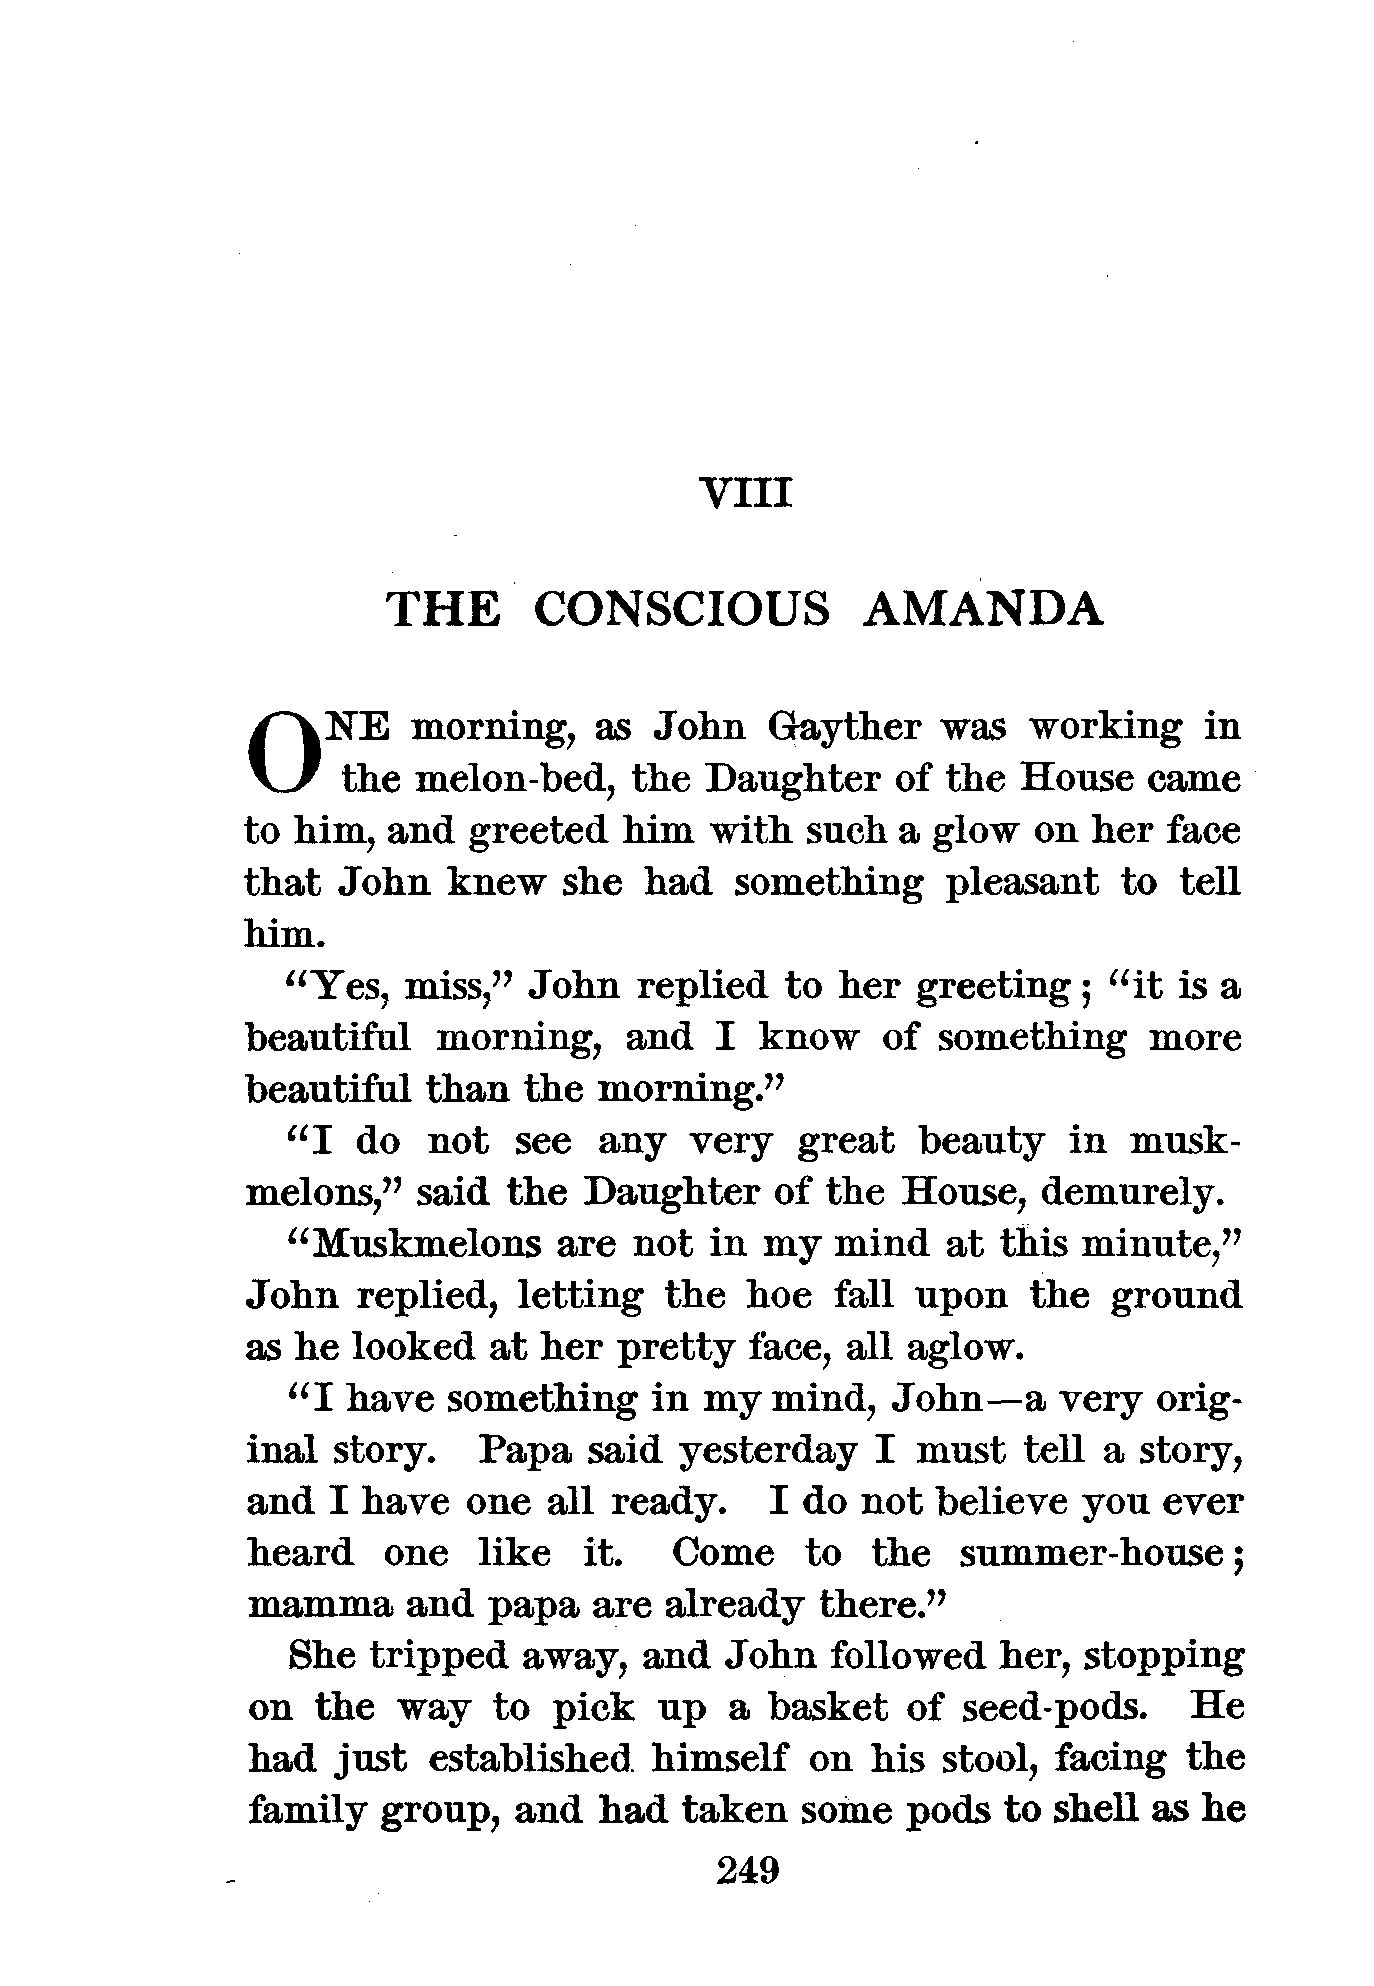 VIII
THE CONSCIOUS AMANDA
ONE morning, as John Gayther was working in
the melon-bed, the Daughter of the House came
to him, and greeted him with such a glow on her face
that John knew she had something pleasant to tell
him.
“Yes, miss,” John replied to her greeting; “it is a
beautiful morning, and I know of something more
beautiful than the morning.”
“I do not see any very great beauty in musk-
melons,” said the Daughter of the House, demurely.
“Muskmelons are not in my mind at this minute,”
John replied, letting the hoe fall upon the ground
as he looked at her pretty face, all aglow.
“I have something in my mind, John—a very orig-
inal story. Papa said yesterday I must tell a story,
and I have one all ready. I do not believe you ever
heard one like it. Come to the summer-house;
mamma and papa are already there.”
She tripped away, and John followed her, stopping
on the way to pick up a basket of seed-pods. He
had just established himself on his stool, facing the
family group, and had taken some pods to shell as he
249